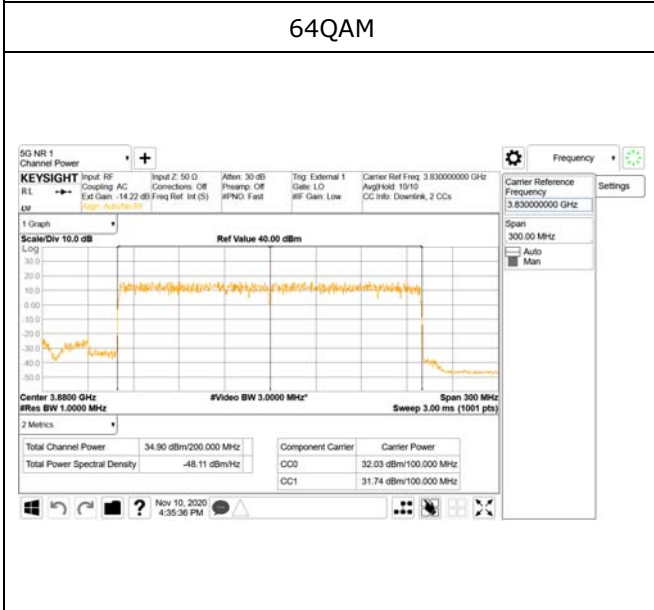 64QAM
5G NR 1
Channel Power
+
Frequency
KEYSIGHT Input: RF Input Z: 50 Ω Atten: 30 dB Trig: External 1 Carrier Ref Freq: 3.830000000 GHz
RL Coupling: AC Corrections: Off Preamp: Off Gate: LO Avg|Hold: 10/10
Ext Gain: -14.22 dB Freq Ref: Int (S) #PNO: Fast #IF Gain: Low CC Info: Downlink, 2 CCs
Align: Auto/No RF
Carrier Reference
Frequency
3.830000000 GHz
Settings
Span
300.00 MHz
Auto
Man
1 Graph
Scale/Div 10.0 dB Ref Value 40.00 dBm
Log
30.0
20.0
10.0
0.00
-10.0
-20.0
-30.0
-40.0
-50.0
Center 3.8800 GHz #Video BW 3.0000 MHz* Span 300 MHz
#Res BW 1.0000 MHz Sweep 3.00 ms (1001 pts)
2 Metrics
Total Channel Power 34.90 dBm/200.000 MHz Component Carrier Carrier Power
Total Power Spectral Density -48.11 dBm/Hz CC0 32.03 dBm/100.000 MHz
CC1 31.74 dBm/100.000 MHz
? Nov 10, 2020
4:35:36 PM